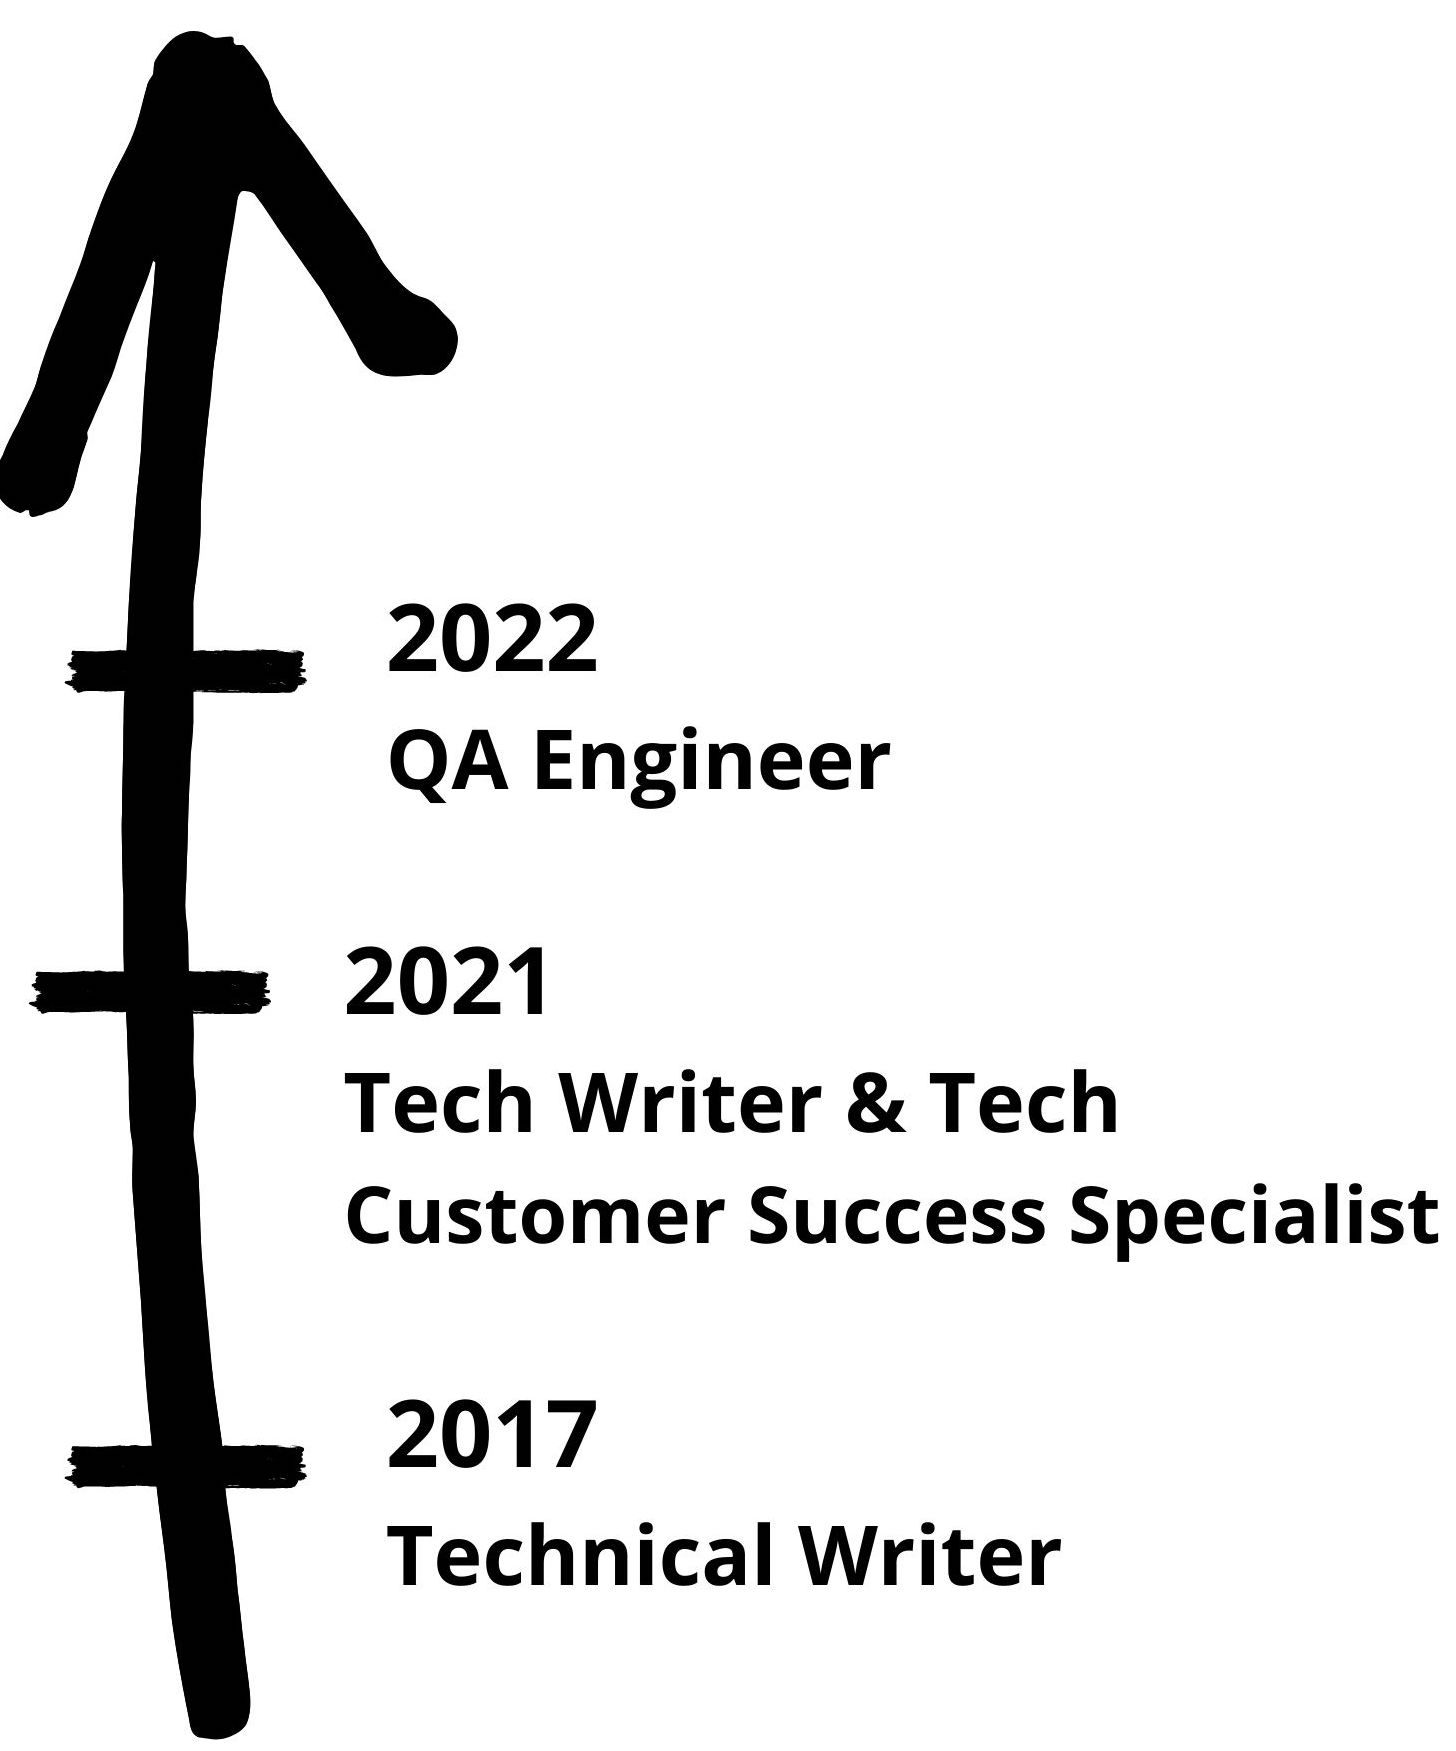 2022
QA Engineer
2021
Tech Writer & Tech
Customer Success Specialist
2017
Technical Writer